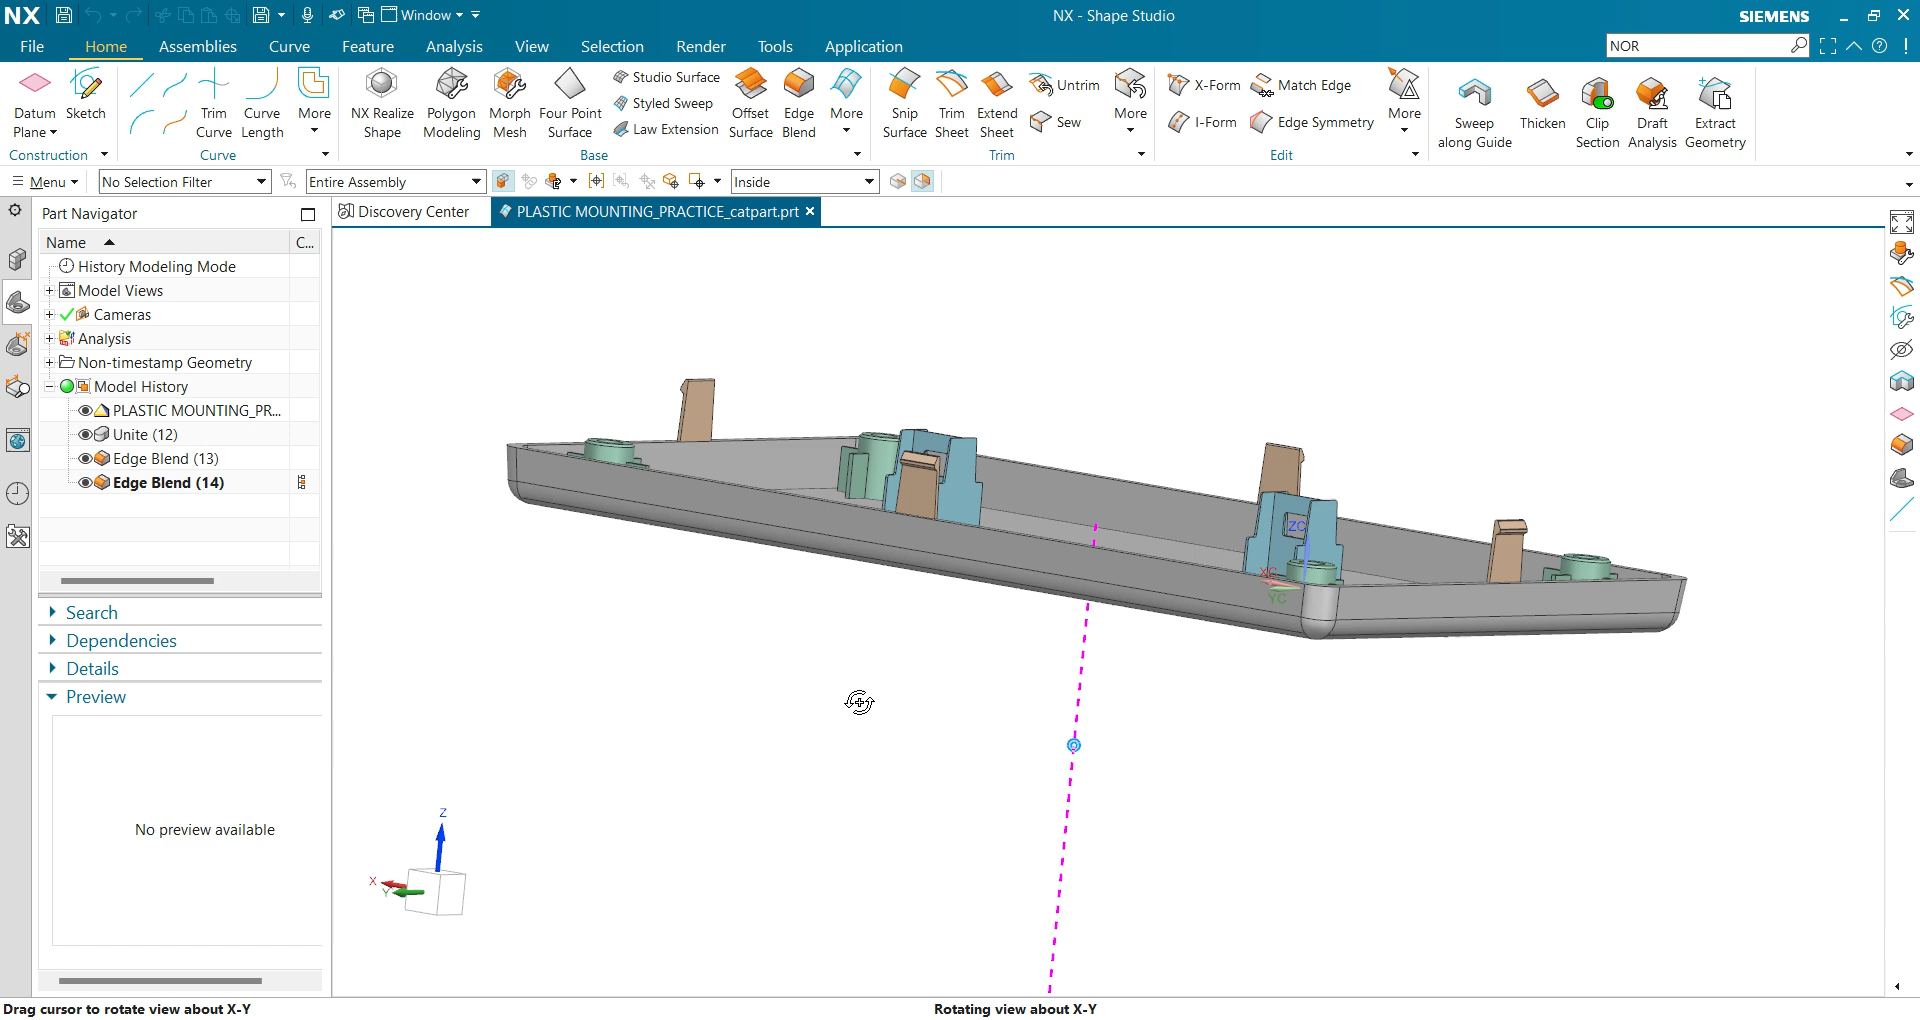 NX
Window
NX - Shape Studio
SIEMENS
File
Home
Assemblies
Curve
Feature
Analysis
View
Selection
Render
Tools
Application
NOR
Datum Plane
Sketch
Construction
Trim Curve
Curve Length
More
Curve
NX Realize Shape
Polygon Modeling
Morph Mesh
Four Point Surface
Studio Surface
Styled Sweep
Law Extension
Offset Surface
Edge Blend
More
Base
Snip Surface
Trim Sheet
Extend Sheet
Untrim
Sew
More
Trim
X-Form
I-Form
Match Edge
Edge Symmetry
More
Edit
Sweep along Guide
Thicken
Clip Section
Draft Analysis
Extract Geometry
Menu
No Selection Filter
Entire Assembly
Inside
Part Navigator
Discovery Center
PLASTIC MOUNTING_PRACTICE_catpart.prt
Name
C...
History Modeling Mode
Model Views
Cameras
Analysis
Non-timestamp Geometry
Model History
PLASTIC MOUNTING_PR...
Unite (12)
Edge Blend (13)
Edge Blend (14)
Search
Dependencies
Details
Preview
No preview available
ZC
XC
YC
Z
X
Y
Drag cursor to rotate view about X-Y
Rotating view about X-Y